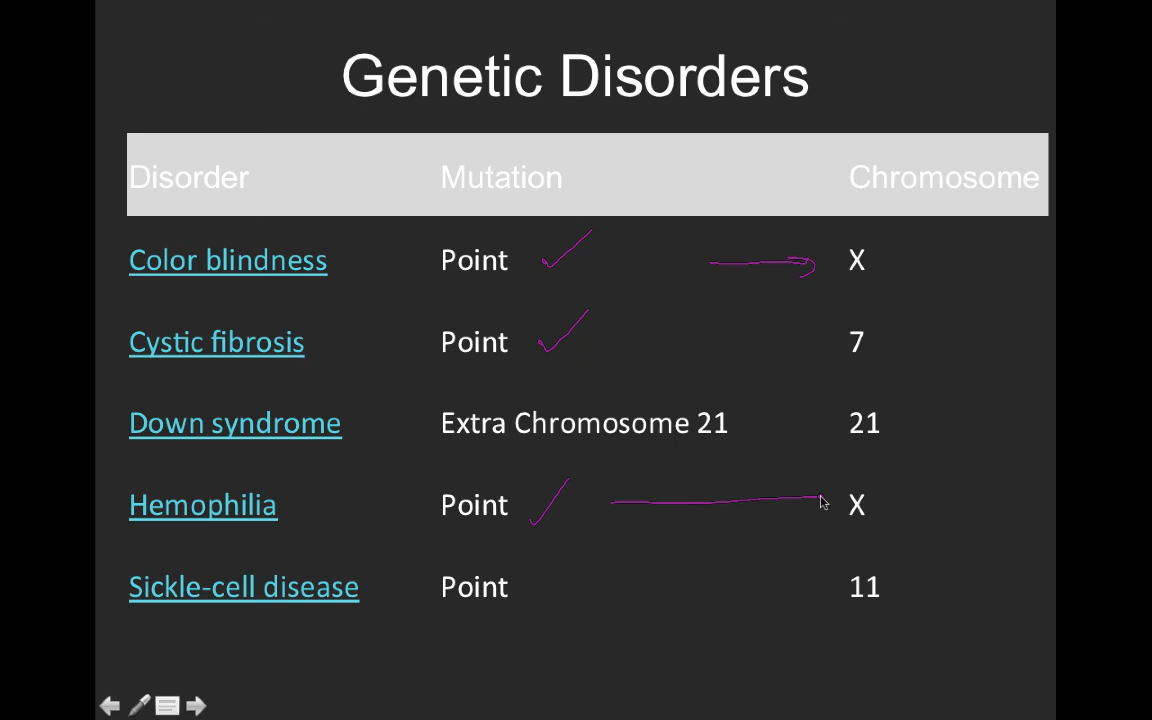 Genetic Disorders
Disorder Mutation Chromosome
Color blindness Point X
Cystic fibrosis Point 7
Down syndrome Extra Chromosome 21 21
Hemophilia Point X
Sickle-cell disease Point 11